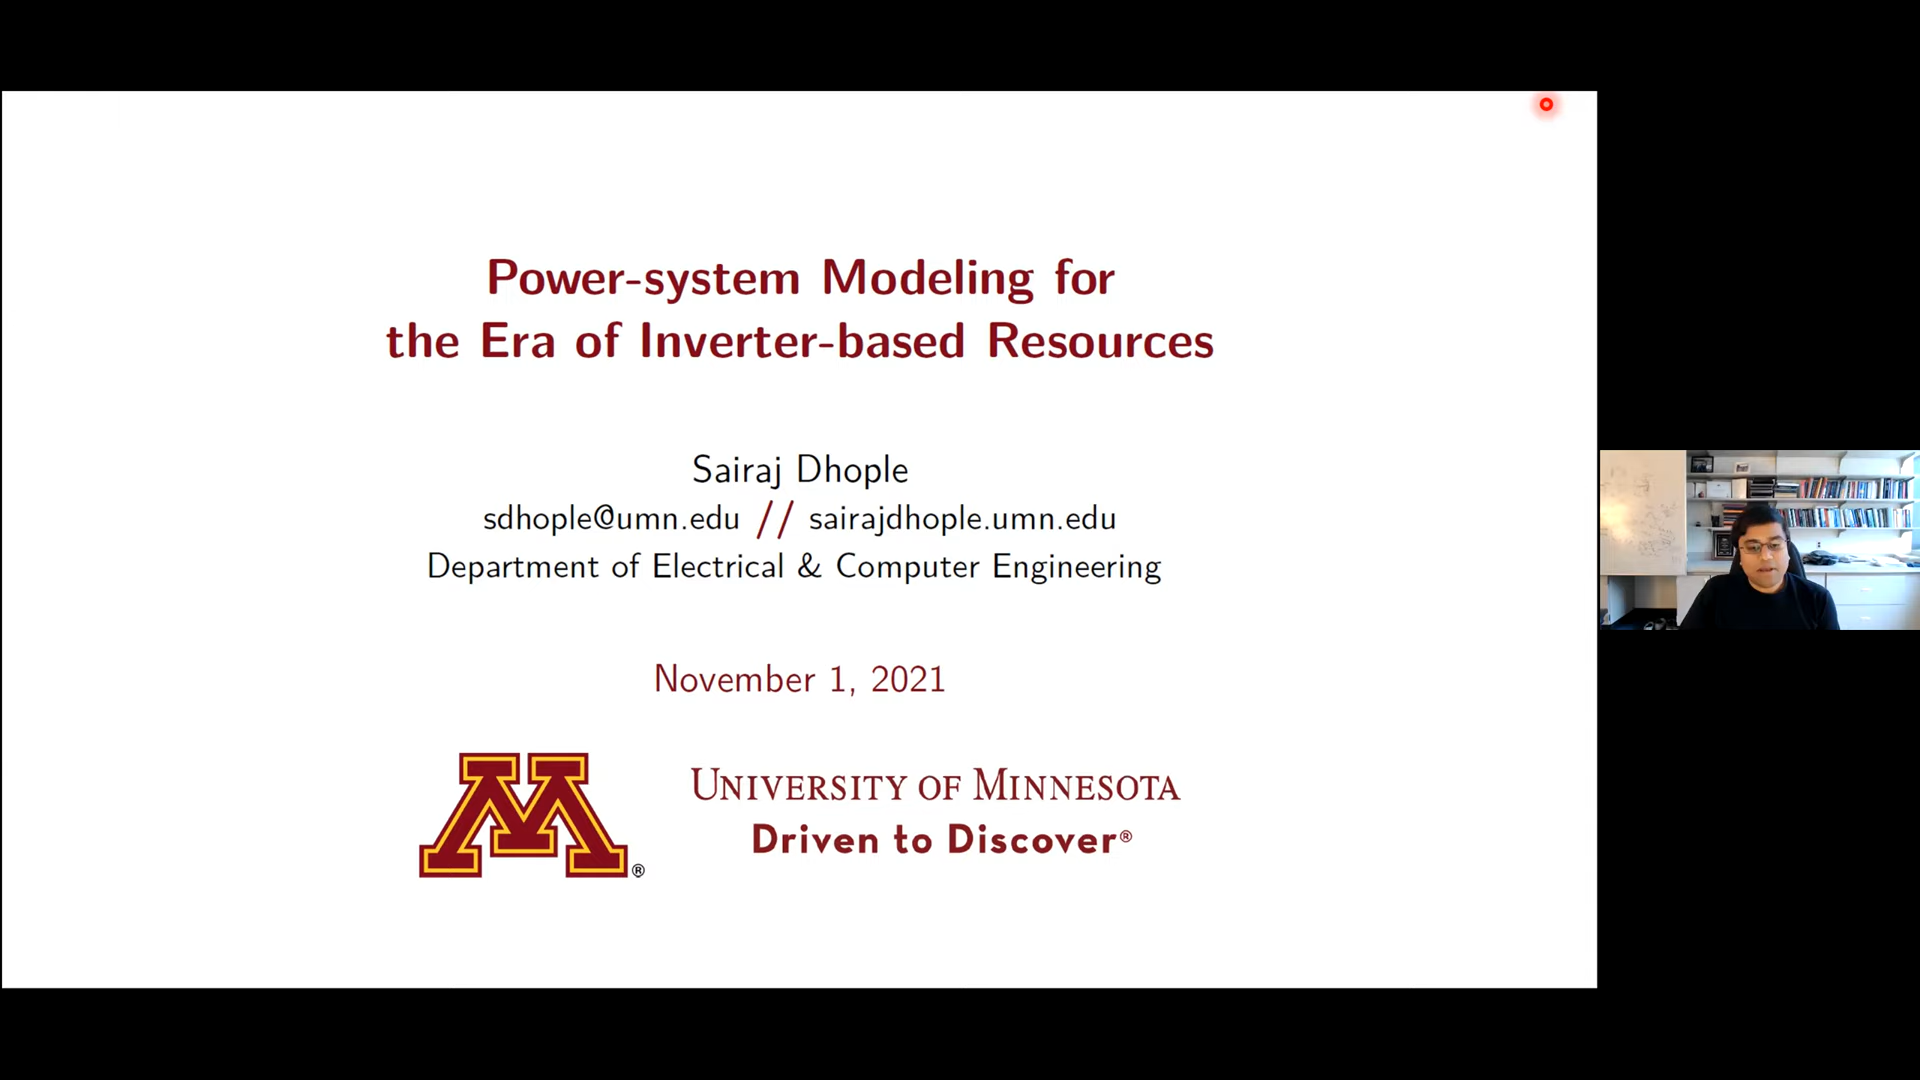 Power-system Modeling for
the Era of Inverter-based Resources
Sairaj Dhople
sdhople@umn.edu // sairajdhople.umn.edu
Department of Electrical & Computer Engineering
November 1, 2021
M®
UNIVERSITY OF MINNESOTA
Driven to Discover®